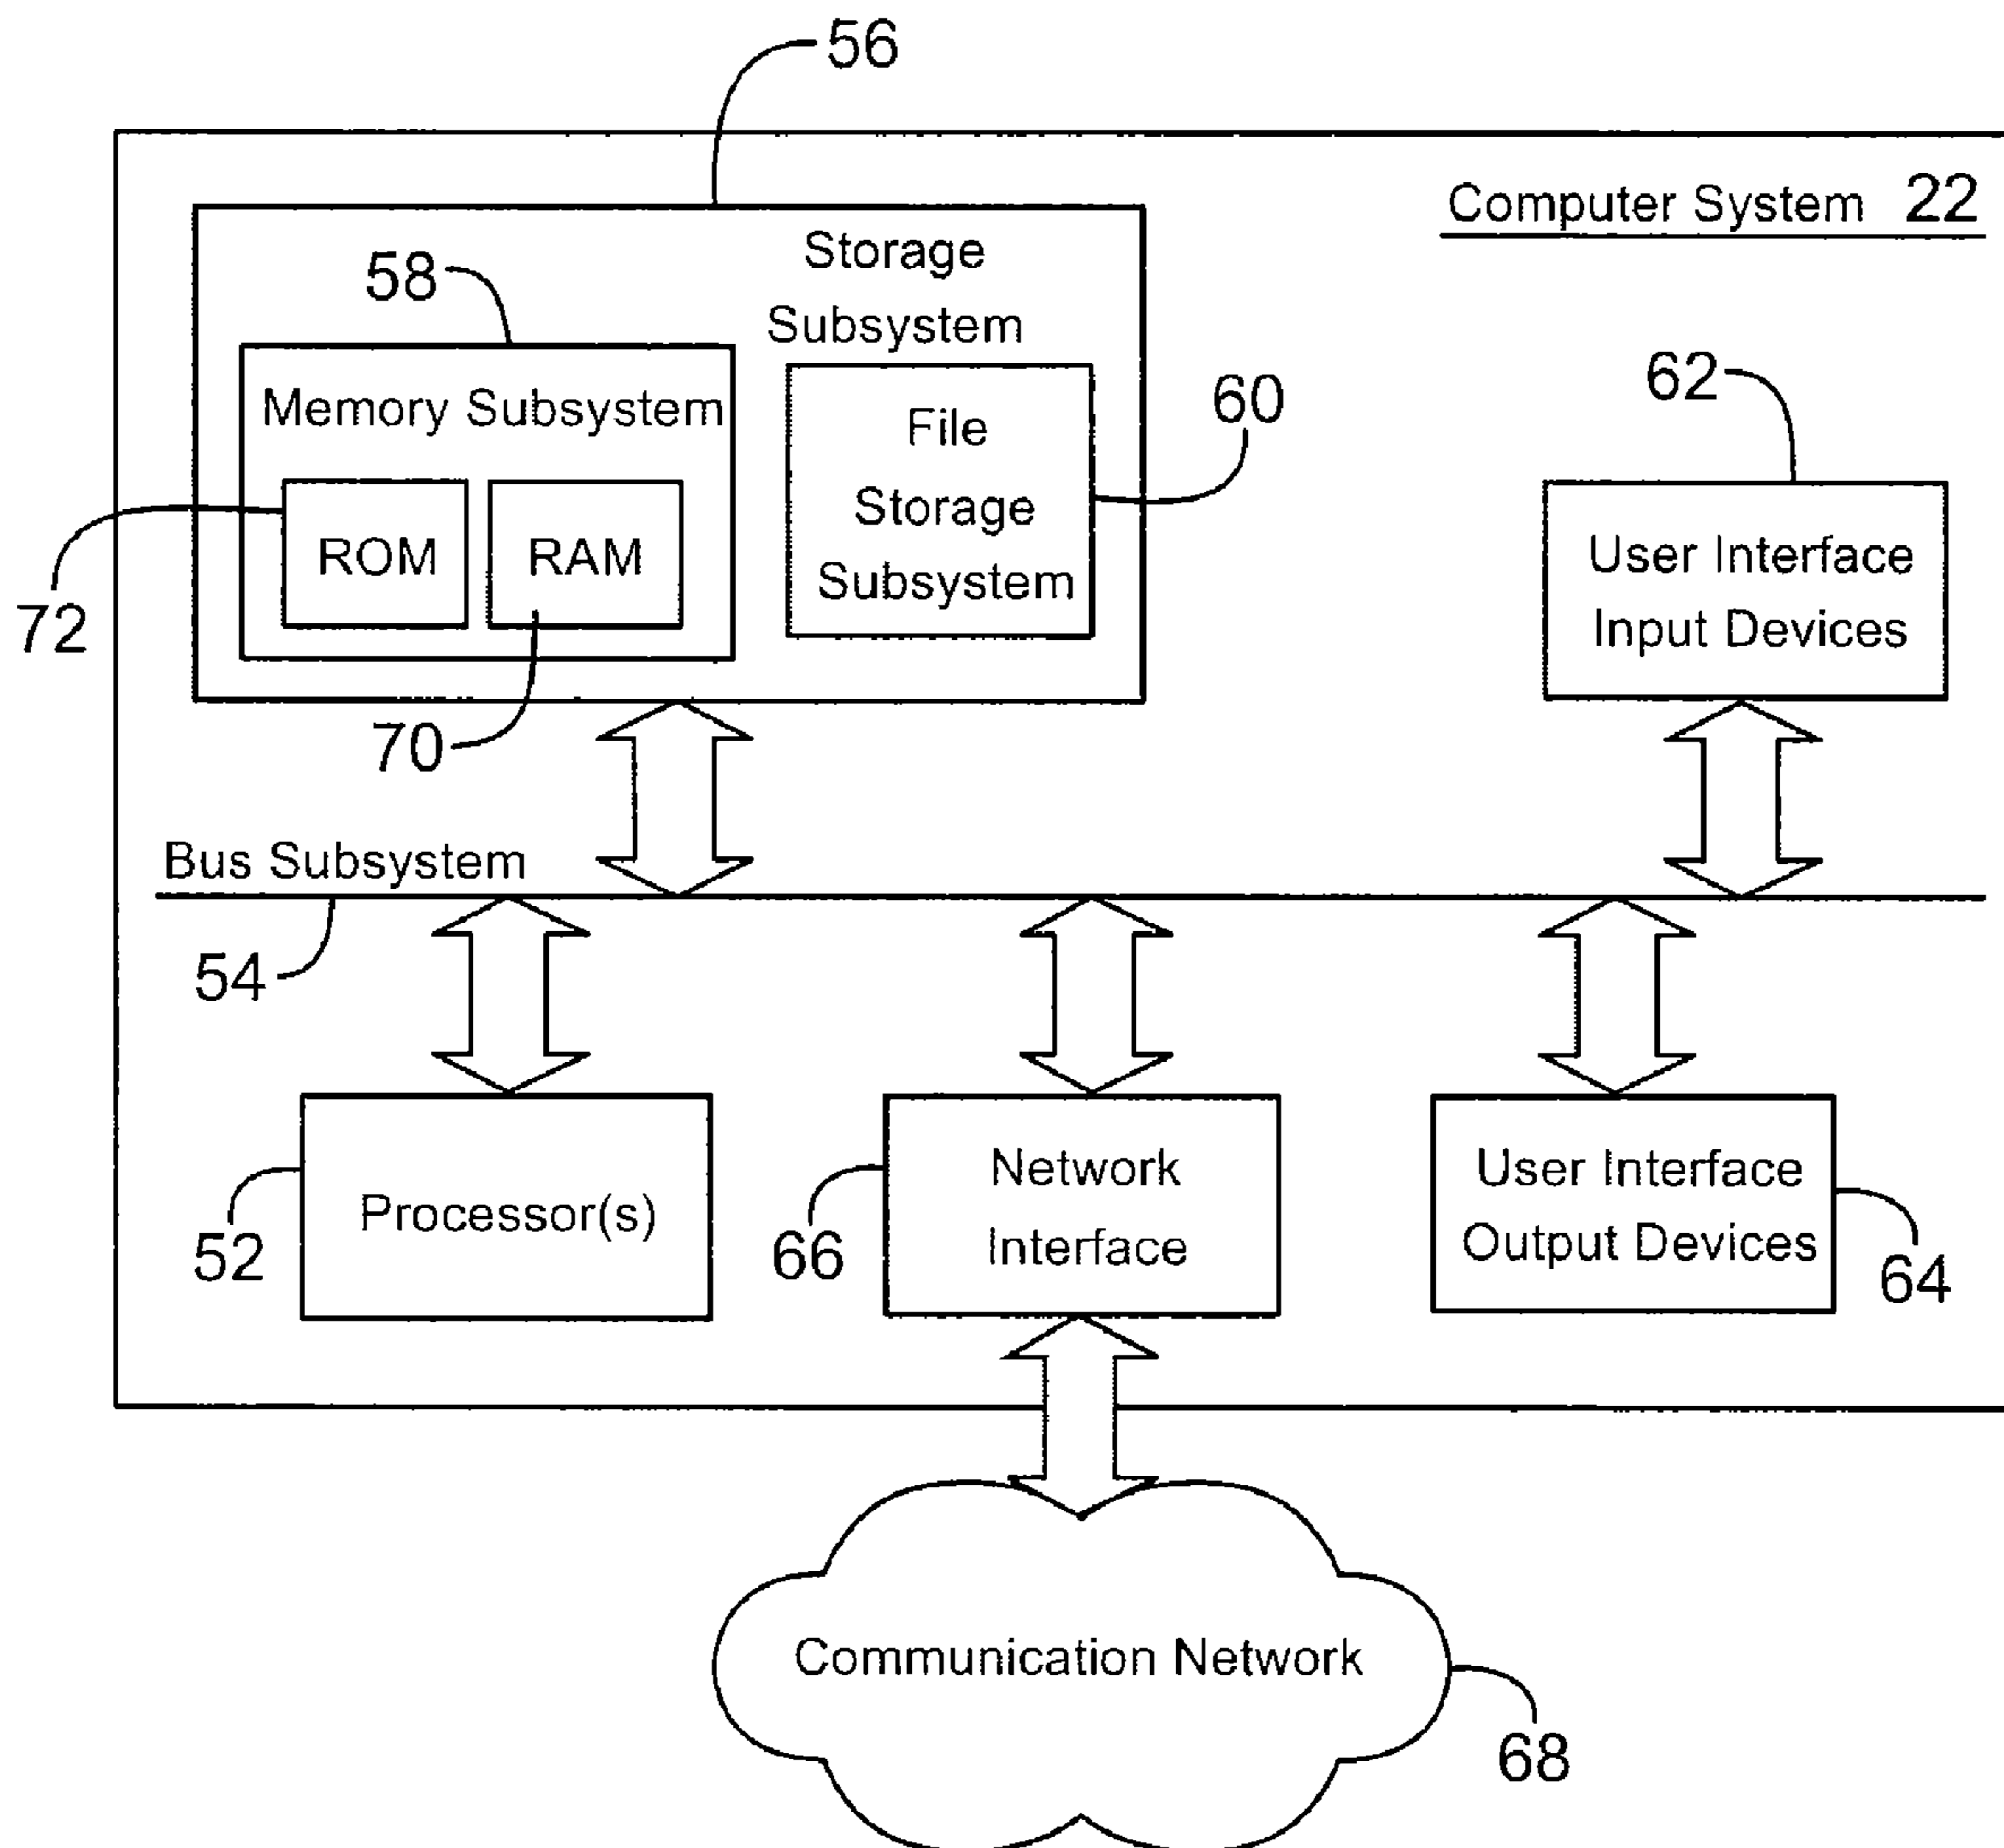 56
Computer System 22
Storage
Subsystem
58
Memory Subsystem
File
Storage
Subsystem
60
62
ROM
RAM
72
70
User Interface
Input Devices
Bus Subsystem
54
Processor(s)
52
Network
Interface
66
User Interface
Output Devices
64
Communication Network
68